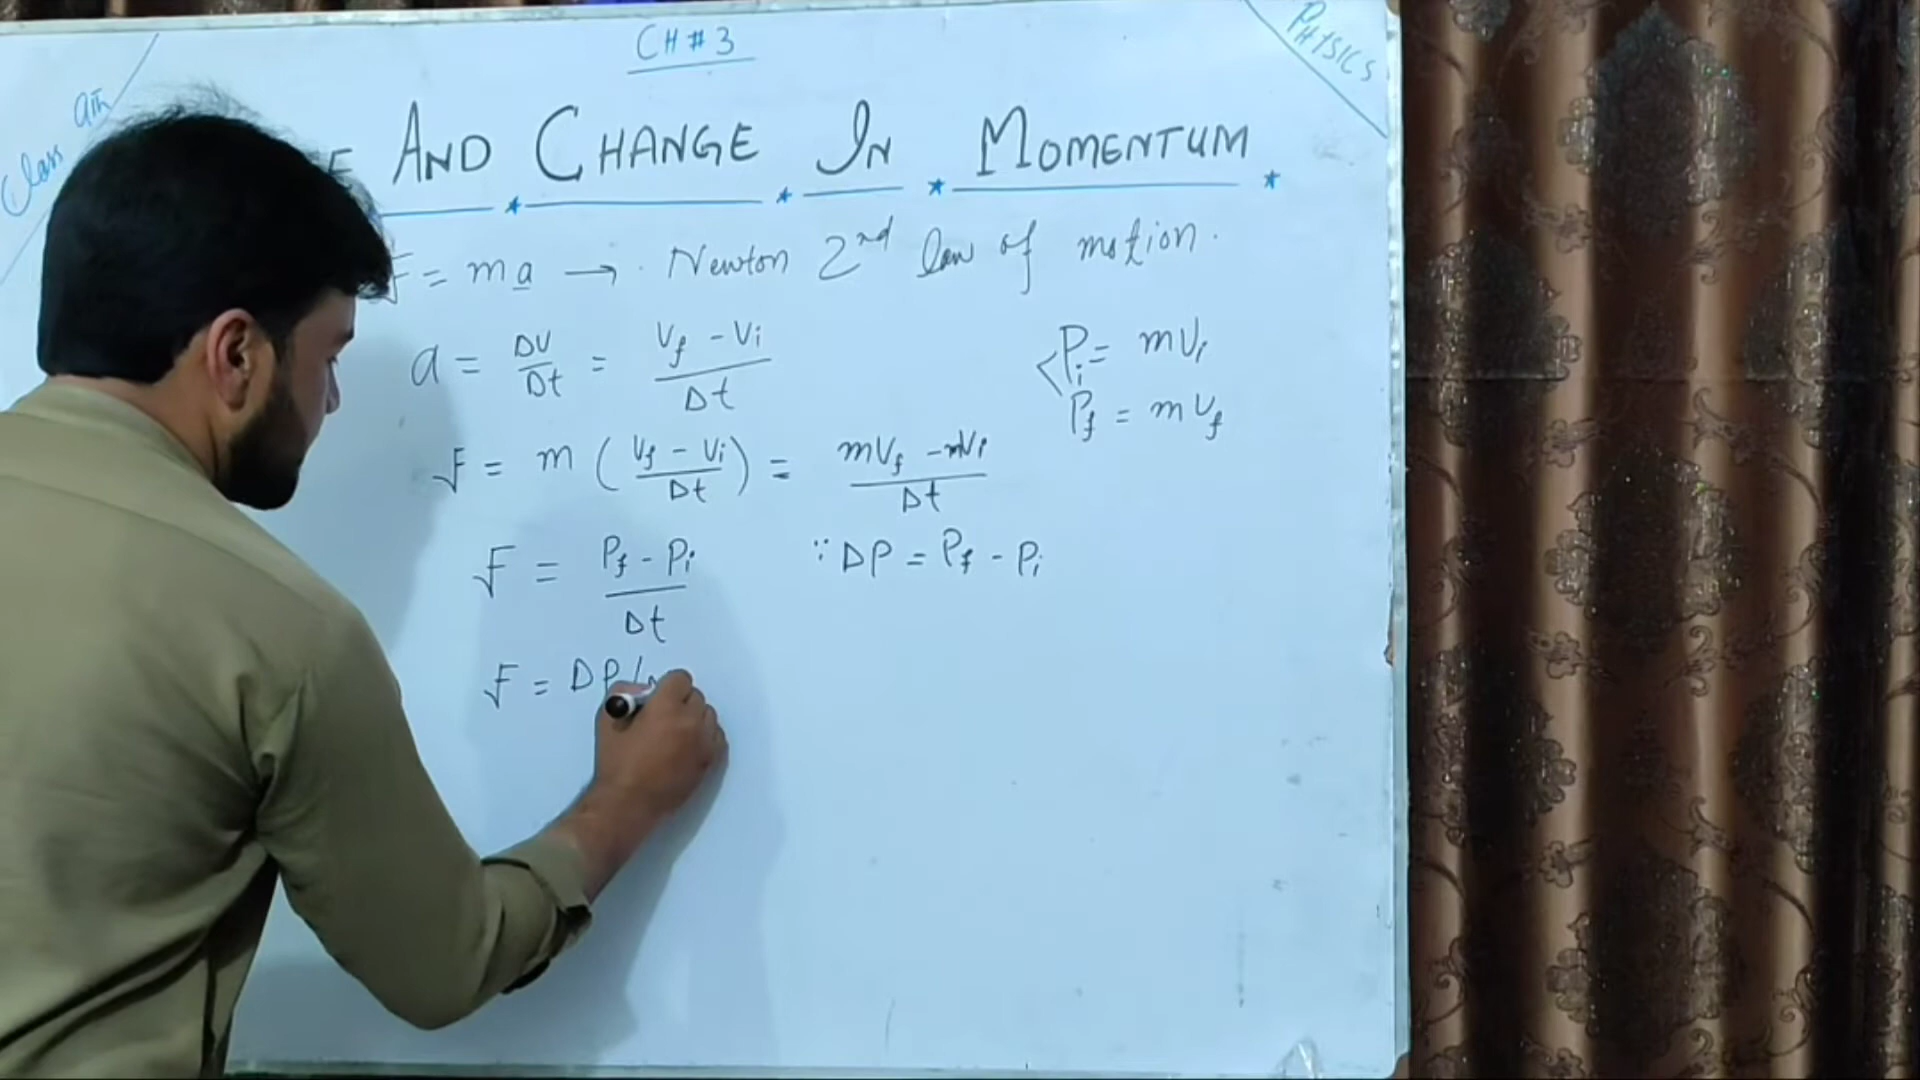 CH # 3
PHYSICS
Class 9th
AND CHANGE IN MOMENTUM
F = ma → Newton 2nd law of motion.
a = ΔV/Δt = Vf - Vi / Δt
Pi = mVi
Pf = mVf
F = m (Vf - Vi / Δt) = mVf - mVi / Δt
F = Pf - Pi / Δt ∵ ΔP = Pf - Pi
F = ΔP/